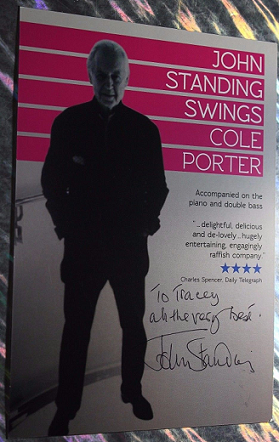 JOHN
STANDING
SWINGS
COLE
PORTER
Accompanied on the
piano and double bass
'...delightful, delicious
and de-lovely...hugely
entertaining, engagingly
raffish company.'
Charles Spencer, Daily Telegraph
To Tracey
all the very best.
John Standing